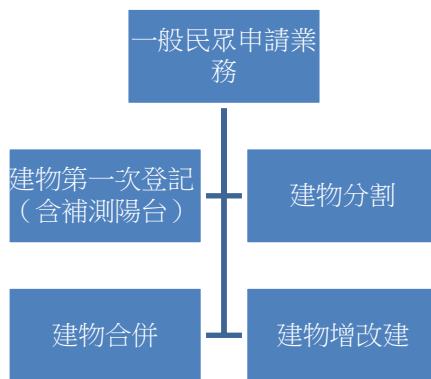 一般民眾申請業
務
建物第一次登記
（含補測陽台）
建物分割
建物合併
建物增改建